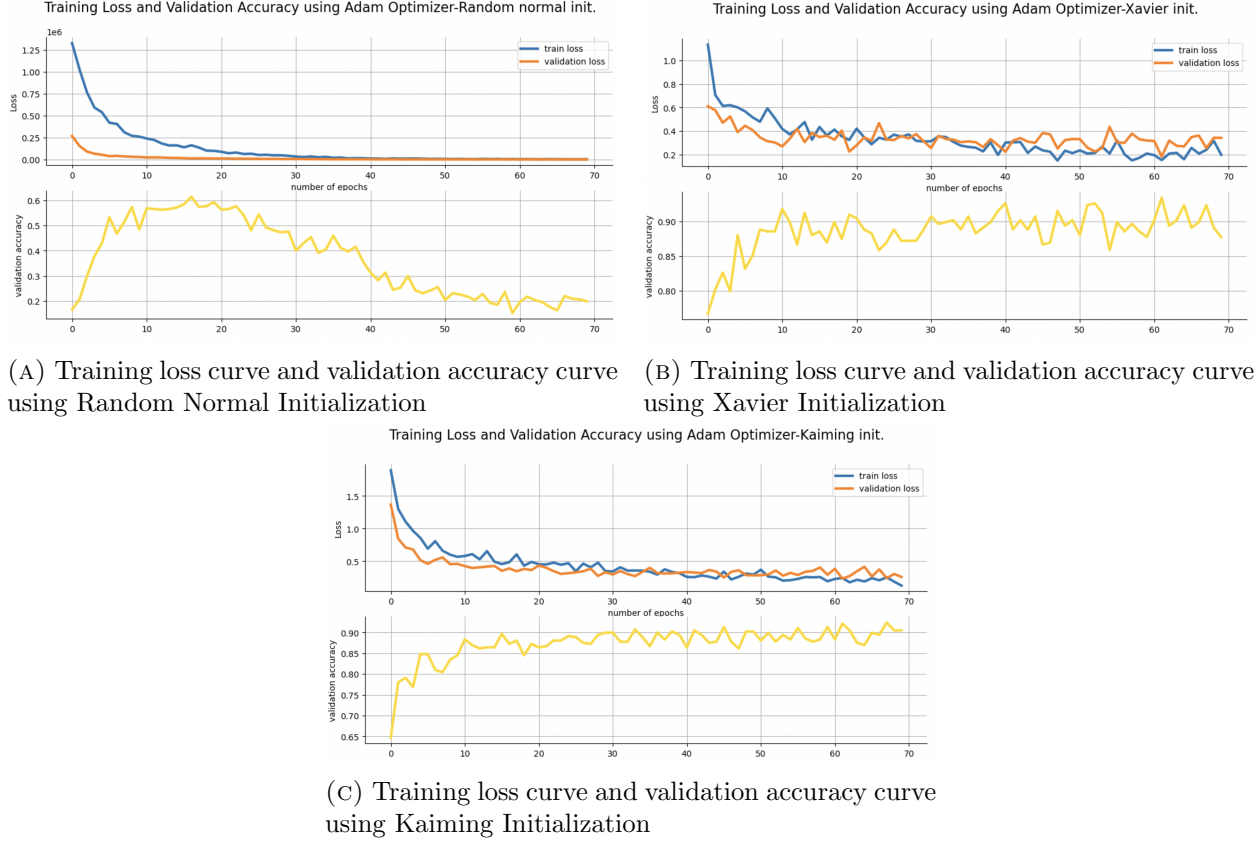 Training Loss and Validation Accuracy using Adam Optimizer-Random normal init.
1e6
1.25
1.00
0.75
0.50
0.25
0.00
Loss
train loss
validation loss
0 10 20 30 40 50 60 70
number of epochs
0.6
0.5
0.4
0.3
0.2
validation accuracy
0 10 20 30 40 50 60 70
(A) Training loss curve and validation accuracy curve
using Random Normal Initialization
Training Loss and Validation Accuracy using Adam Optimizer-Xavier init.
1.0
0.8
0.6
0.4
0.2
Loss
train loss
validation loss
0 10 20 30 40 50 60 70
number of epochs
0.90
0.85
0.80
validation accuracy
0 10 20 30 40 50 60 70
(B) Training loss curve and validation accuracy curve
using Xavier Initialization
Training Loss and Validation Accuracy using Adam Optimizer-Kaiming init.
1.5
1.0
0.5
Loss
train loss
validation loss
0 10 20 30 40 50 60 70
number of epochs
0.90
0.85
0.80
0.75
0.70
0.65
validation accuracy
0 10 20 30 40 50 60 70
(C) Training loss curve and validation accuracy curve
using Kaiming Initialization